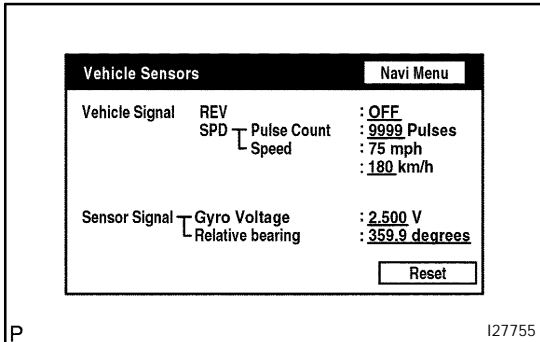 Vehicle Sensors Navi Menu
Vehicle Signal REV : OFF
SPD Pulse Count : 9999 Pulses
Speed : 75 mph
: 180 km/h
Sensor Signal Gyro Voltage : 2.500 V
Relative bearing : 359.9 degrees
Reset
P I27755